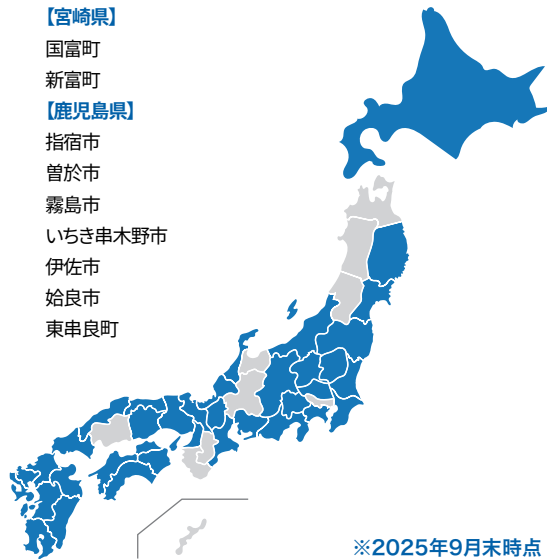 【宮崎県】
国富町
新富町
【鹿児島県】
指宿市
曽於市
霧島市
いちき串木野市
伊佐市
姶良市
東串良町
※2025年9月末時点